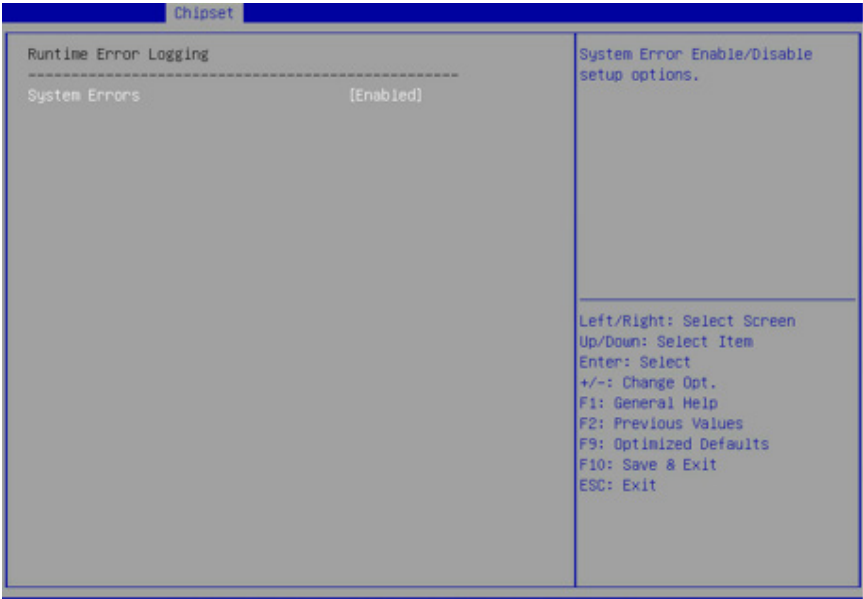 Chipset
Runtime Error Logging
--------------------------------------------------
System Errors [Enabled]
System Error Enable/Disable
setup options.
Left/Right: Select Screen
Up/Down: Select Item
Enter: Select
+/-: Change Opt.
F1: General Help
F2: Previous Values
F9: Optimized Defaults
F10: Save & Exit
ESC: Exit